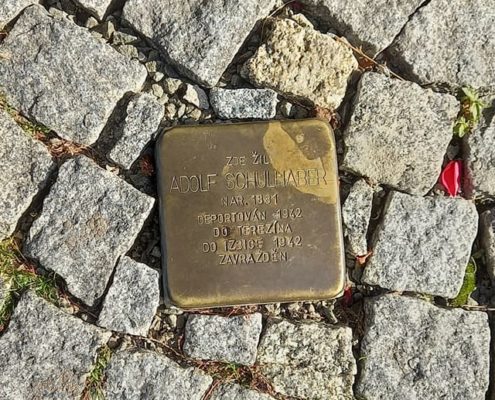 ZDE ŽIL
ADOLF SCHULHABER
NAR. 1881
DEPORTOVÁN 1942
DO TEREZÍNA
DO IZBICE 1942
ZAVRAŽDĚN